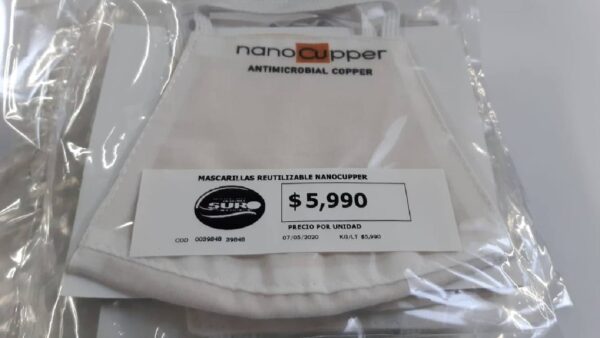 nanocupper
ANTIMICROBIAL COPPER
MASCARILLAS REUTILIZABLE NANOCUPPER
SURO
$5,990
PRECIO POR UNIDAD
COD 0039848 39848 07/05/2020 KG/LT $5,990